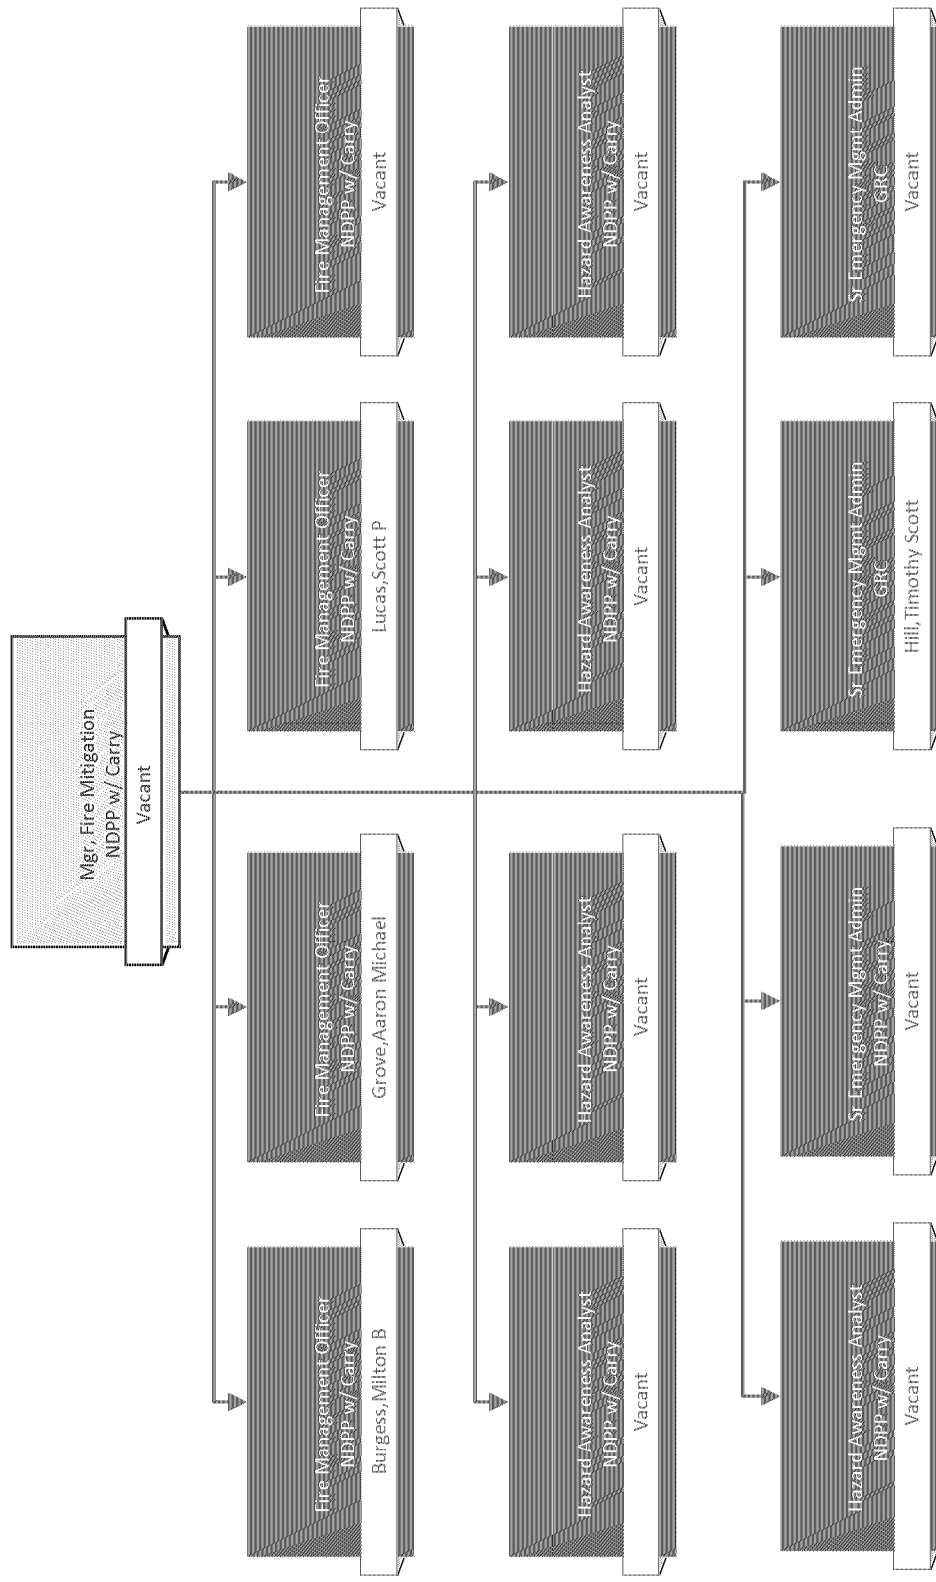 Mgr, Fire Mitigation
NDPP w/ Carry
Vacant
Fire Management Officer
NDPP w/ Carry
Burgess,Milton B
Fire Management Officer
NDPP w/ Carry
Grove,Aaron Michael
Fire Management Officer
NDPP w/ Carry
Lucas,Scott P
Fire Management Officer
NDPP w/ Carry
Vacant
Hazard Awareness Analyst
NDPP w/ Carry
Vacant
Hazard Awareness Analyst
NDPP w/ Carry
Vacant
Hazard Awareness Analyst
NDPP w/ Carry
Vacant
Hazard Awareness Analyst
NDPP w/ Carry
Vacant
Hazard Awareness Analyst
NDPP w/ Carry
Vacant
Sr Emergency Mgmt Admin
NDPP w/ Carry
Vacant
Sr Emergency Mgmt Admin
GRC
Hill,Timothy Scott
Sr Emergency Mgmt Admin
GRC
Vacant